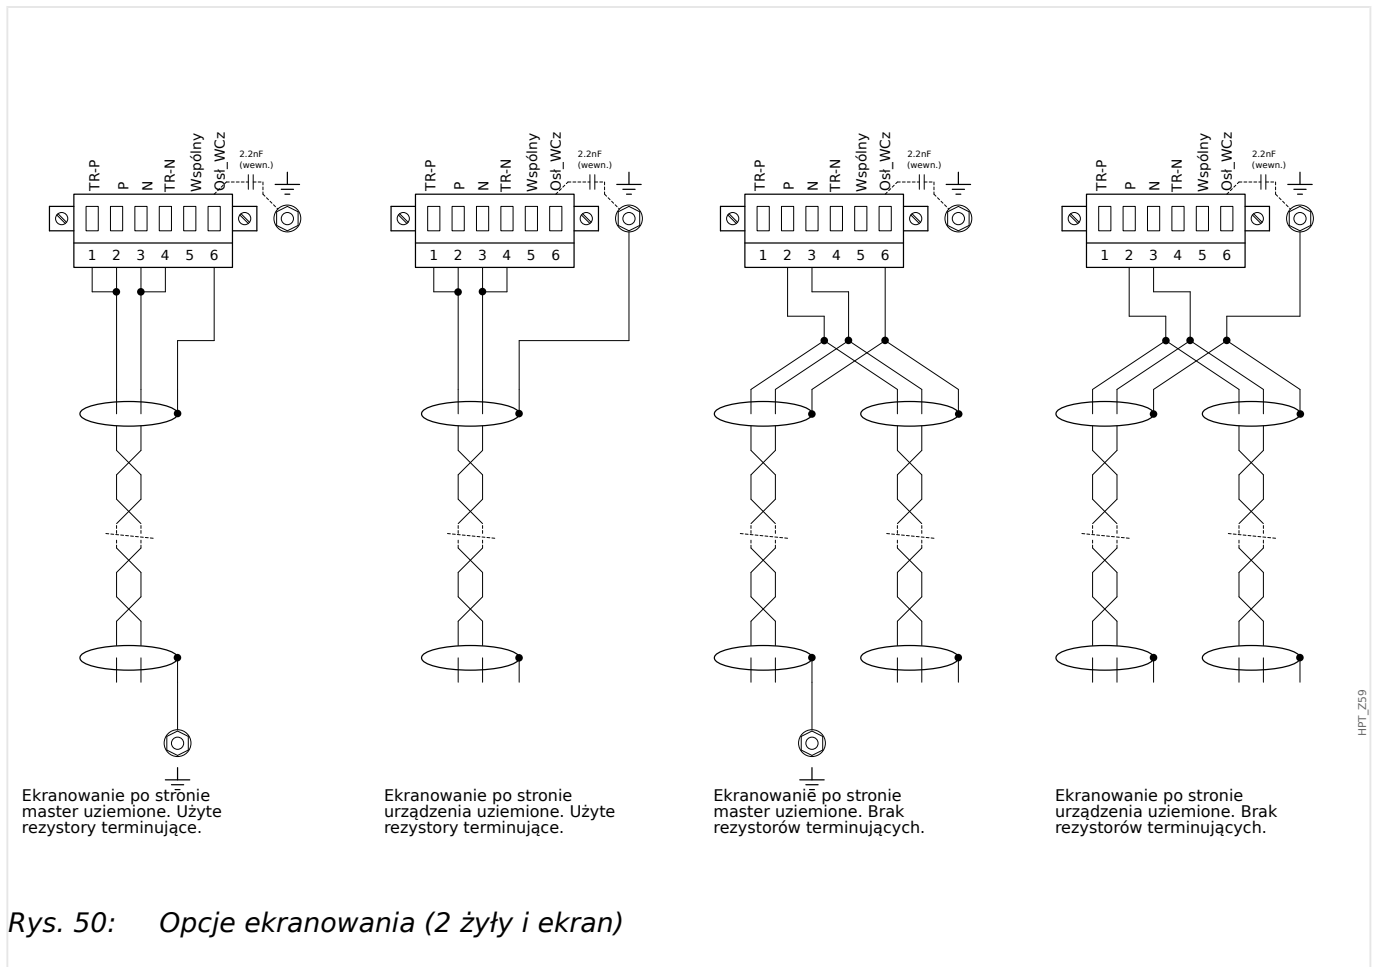 TR-P
P
N
TR-N
Wspólny
Osł_WCz
2.2nF
(wewn.)
1 2 3 4 5 6
Ekranowanie po stronie
master uziemione. Użyte
rezystory terminujące.
TR-P
P
N
TR-N
Wspólny
Osł_WCz
2.2nF
(wewn.)
1 2 3 4 5 6
Ekranowanie po stronie
urządzenia uziemione. Użyte
rezystory terminujące.
TR-P
P
N
TR-N
Wspólny
Osł_WCz
2.2nF
(wewn.)
1 2 3 4 5 6
Ekranowanie po stronie
master uziemione. Brak
rezystorów terminujących.
TR-P
P
N
TR-N
Wspólny
Osł_WCz
2.2nF
(wewn.)
1 2 3 4 5 6
Ekranowanie po stronie
urządzenia uziemione. Brak
rezystorów terminujących.
HPT_Z59
Rys. 50: Opcje ekranowania (2 żyły i ekran)